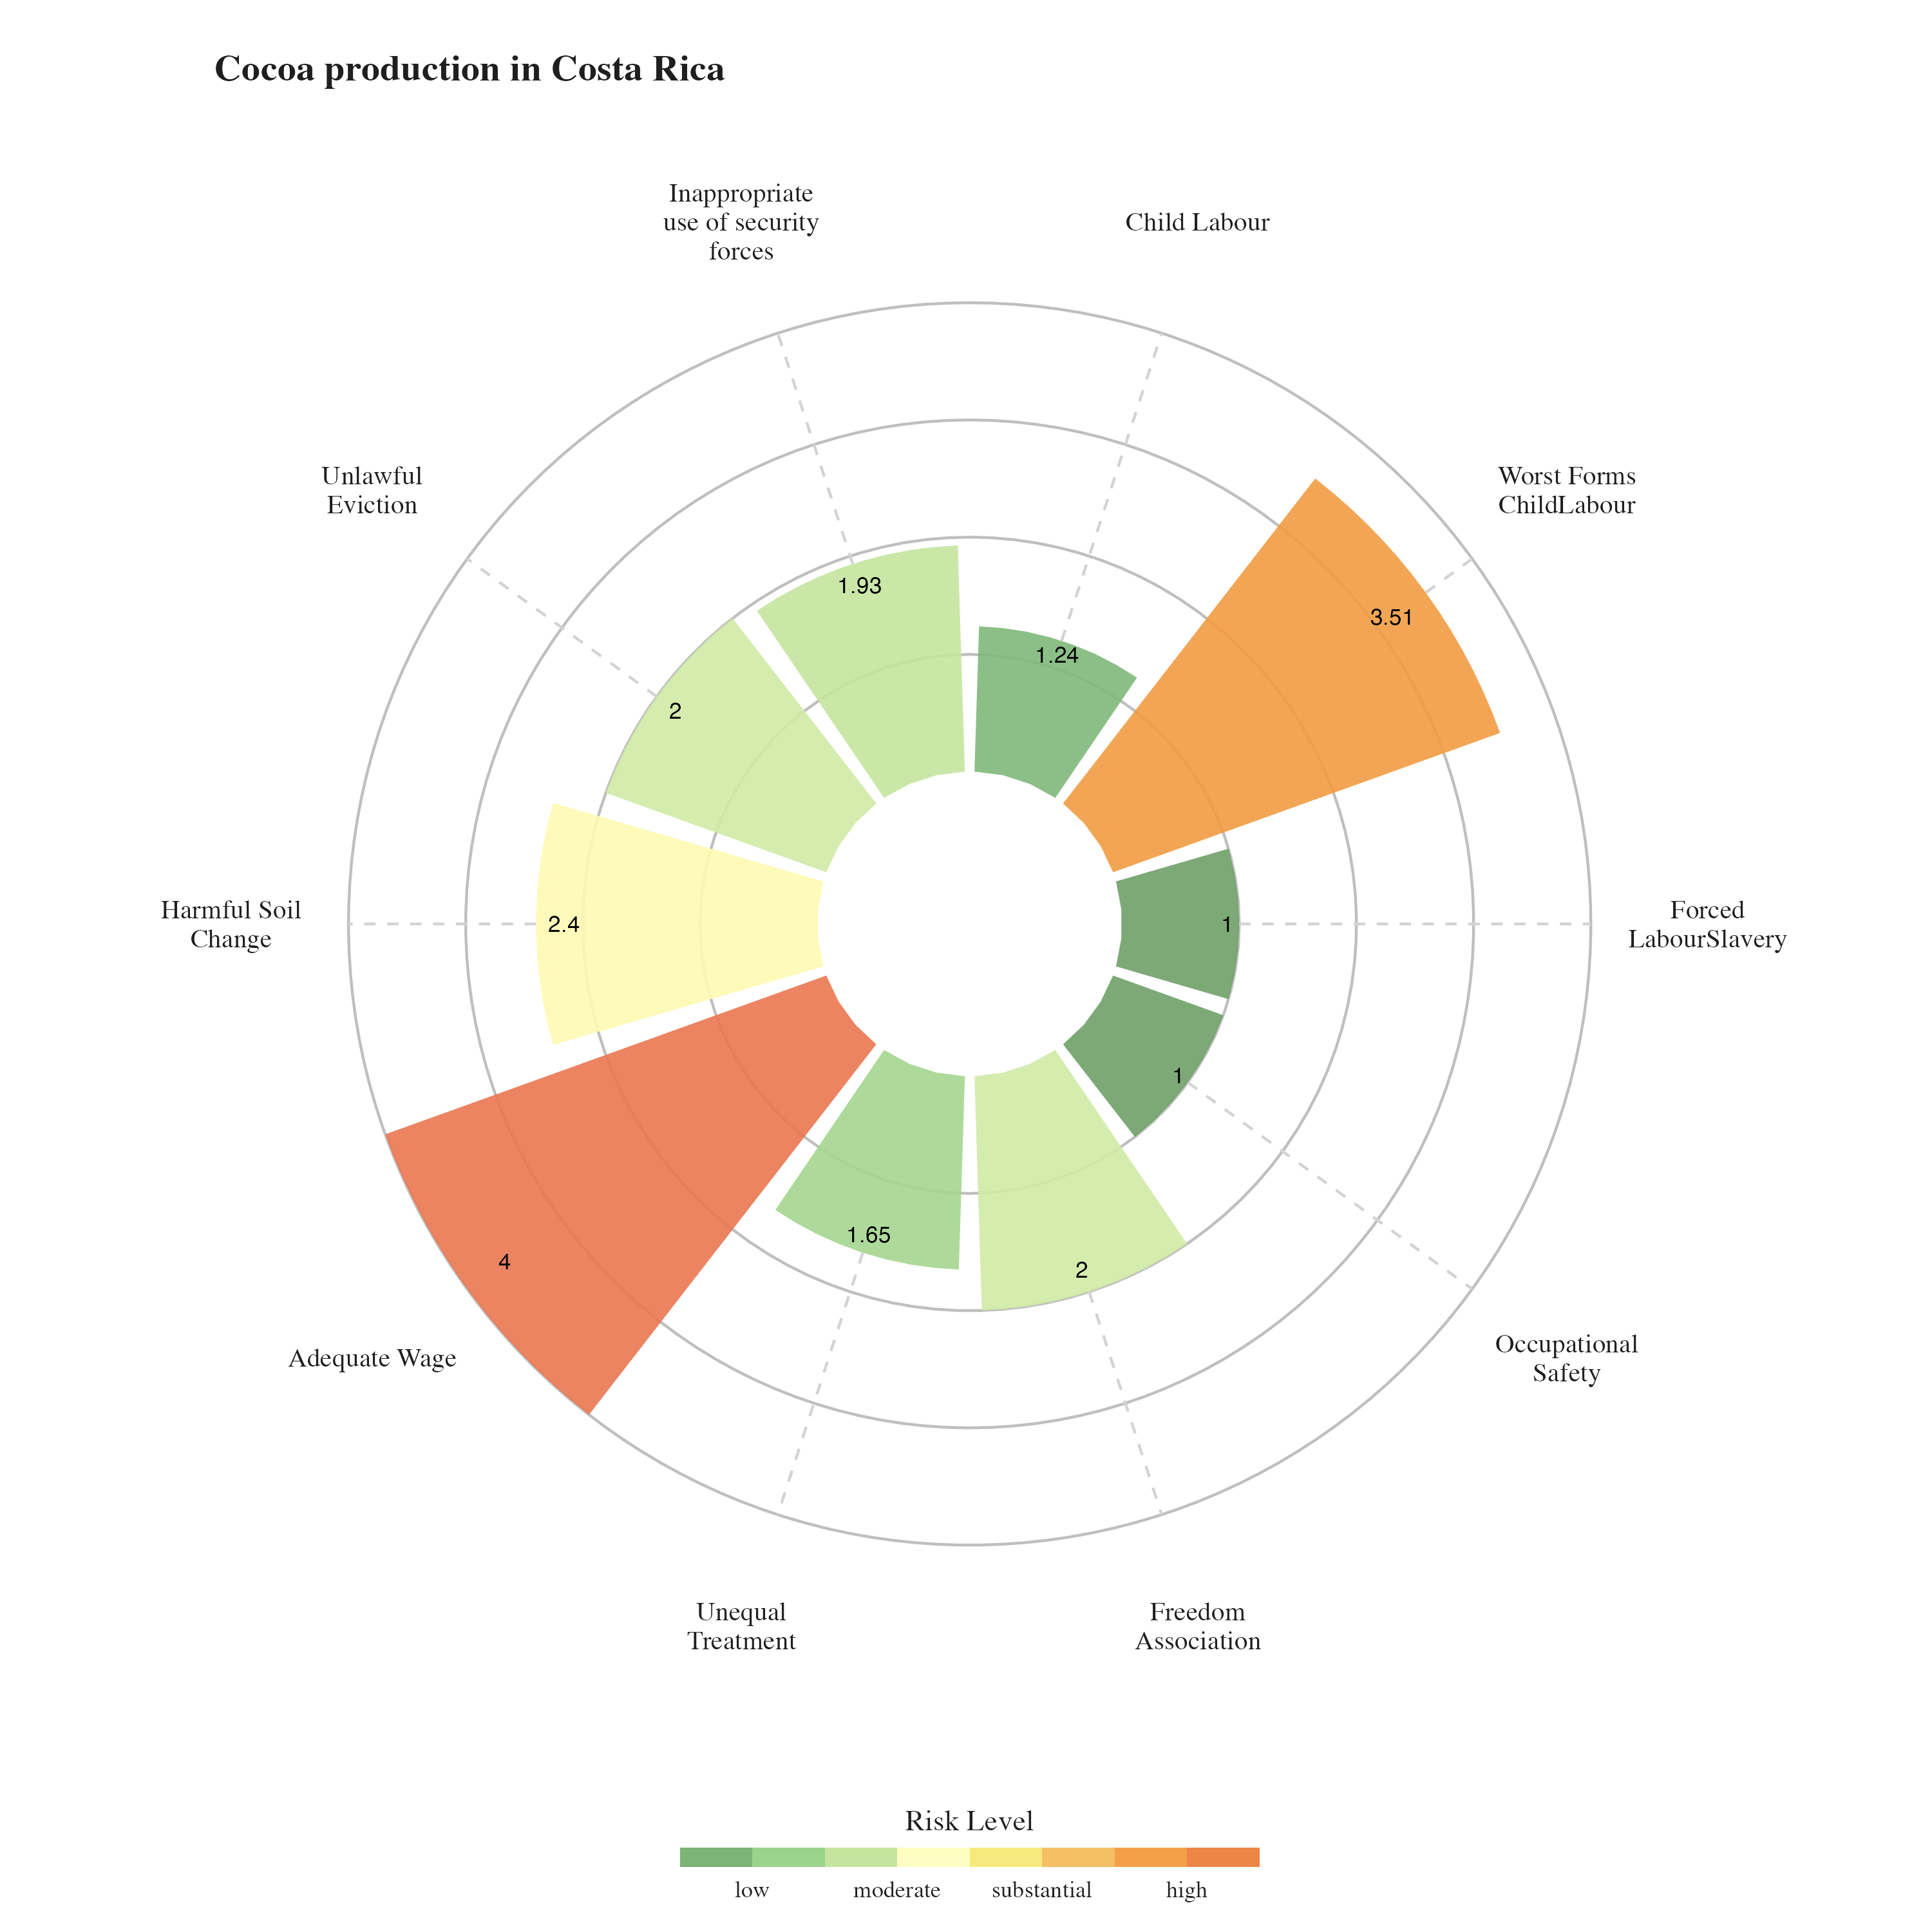 Cocoa production in Costa Rica
Inappropriate
use of security
forces
Child Labour
Unlawful
Eviction
Worst Forms
ChildLabour
1.93
3.51
1.24
2
Harmful Soil
Change
2.4
1
Forced
LabourSlavery
1
1.65
2
4
Adequate Wage
Occupational
Safety
Unequal
Treatment
Freedom
Association
Risk Level
low moderate substantial high